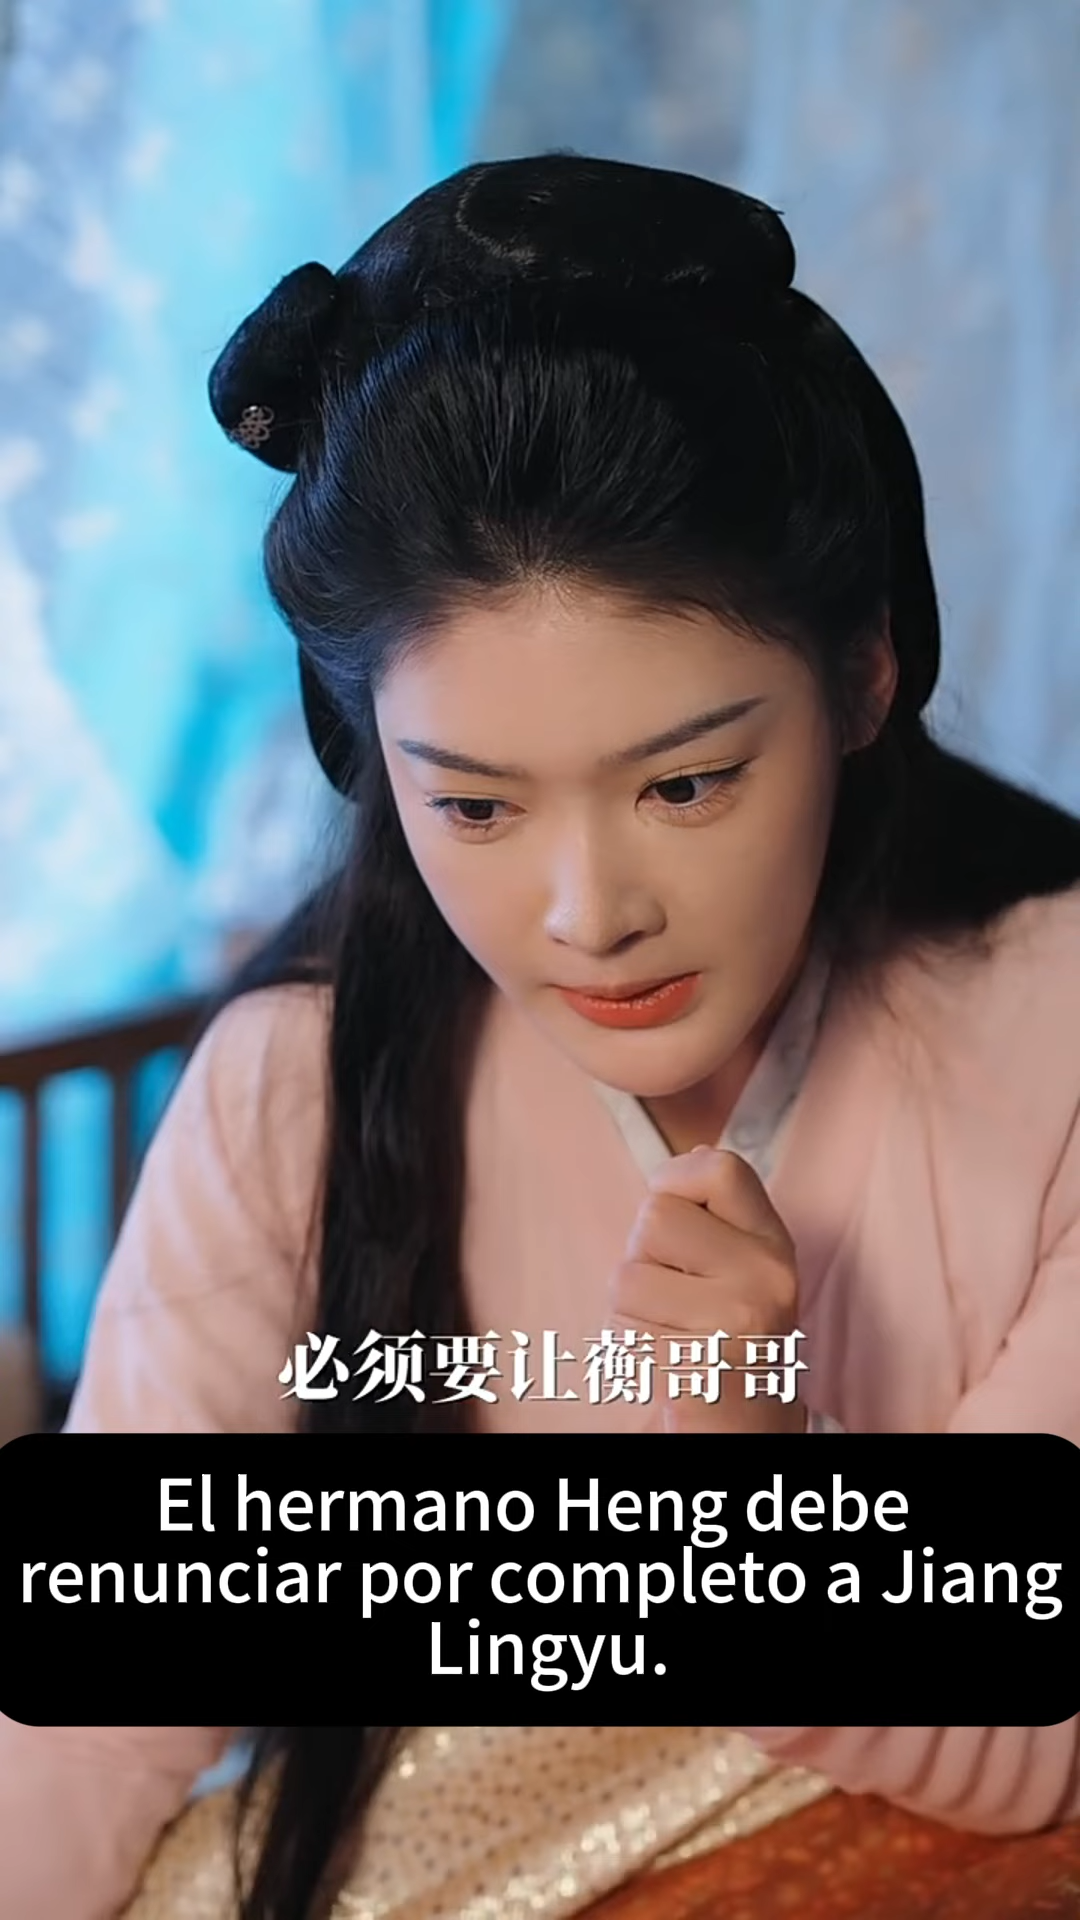 必须要让蘅哥哥
El hermano Heng debe
renunciar por completo a Jiang
Lingyu.